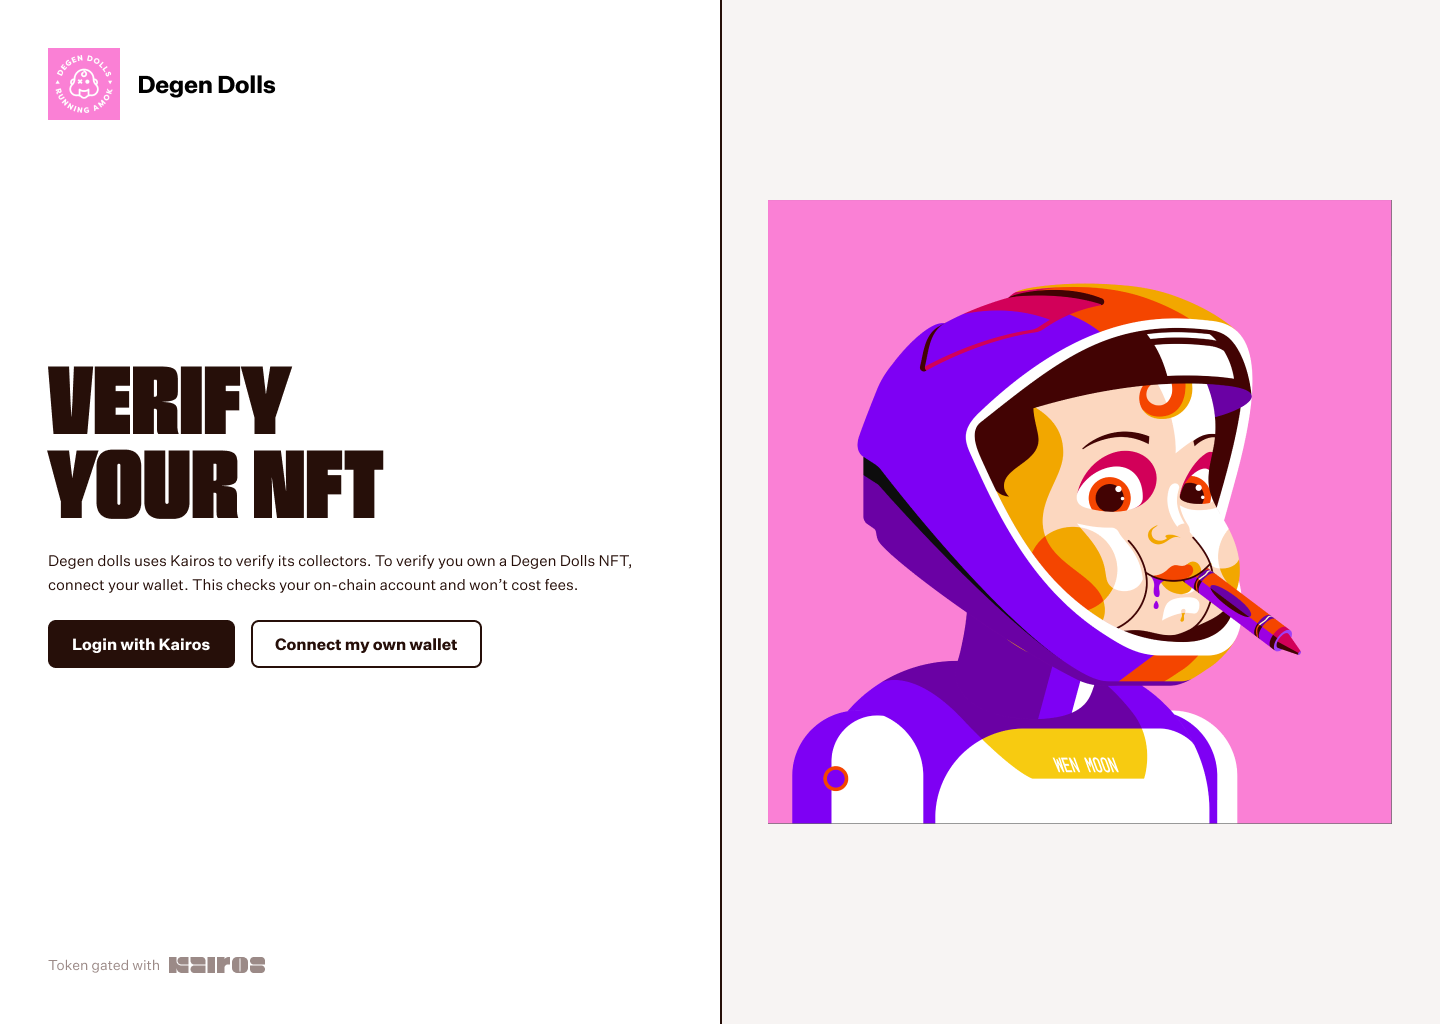 DEGEN DOLLS
RUNNING AMOK
Degen Dolls
VERIFY
YOUR NFT
Degen dolls uses Kairos to verify its collectors. To verify you own a Degen Dolls NFT,
connect your wallet. This checks your on-chain account and won’t cost fees.
Login with Kairos
Connect my own wallet
WEN MOON
Token gated with Kairos